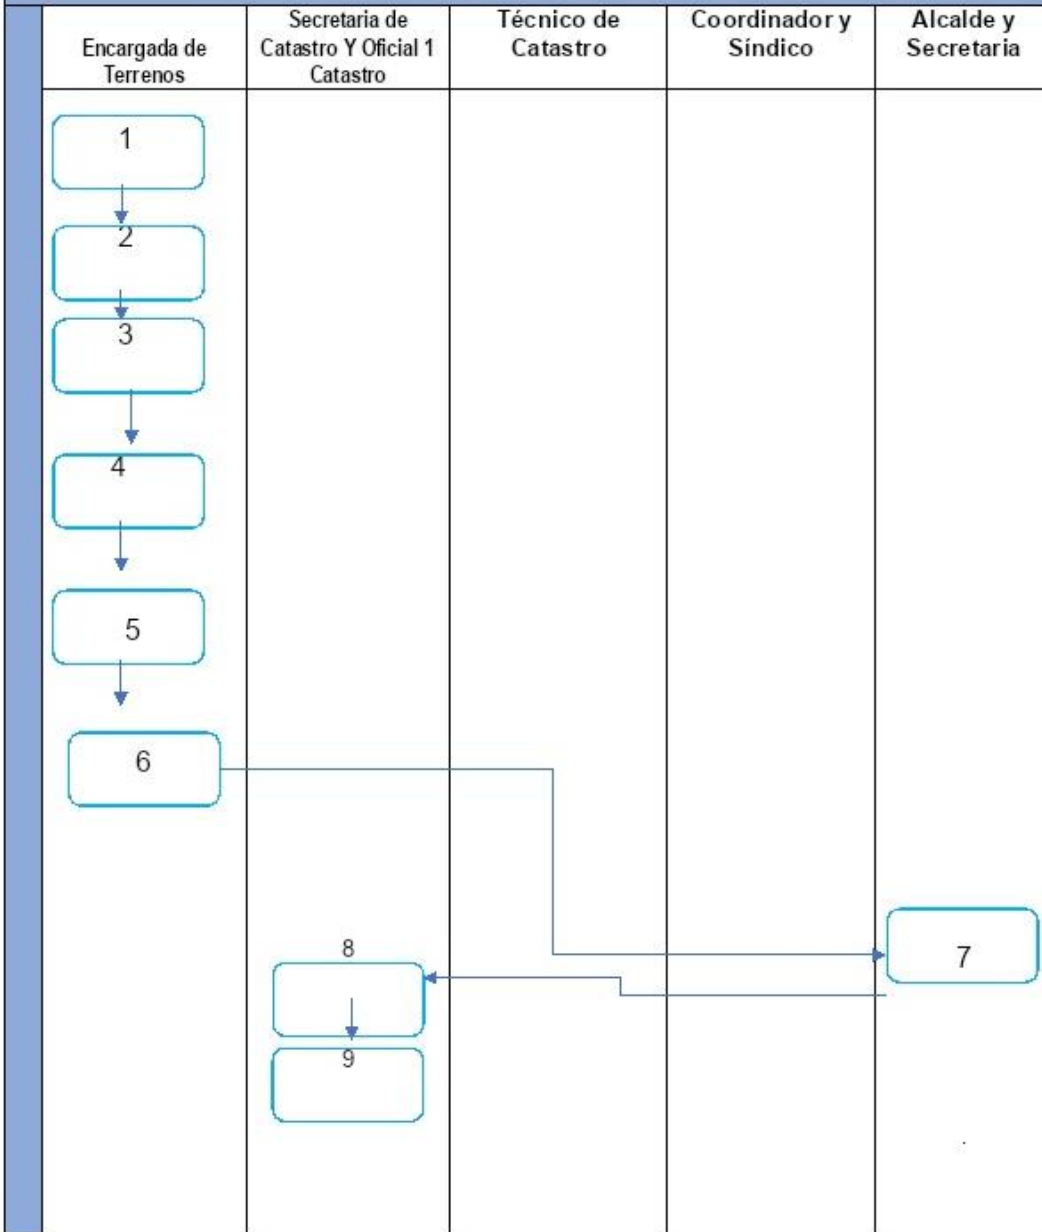 Encargada de
Terrenos
Secretaria de
Catastro Y Oficial 1
Catastro
Técnico de
Catastro
Coordinador y
Síndico
Alcalde y
Secretaria
1
2
3
4
5
6
7
8
9